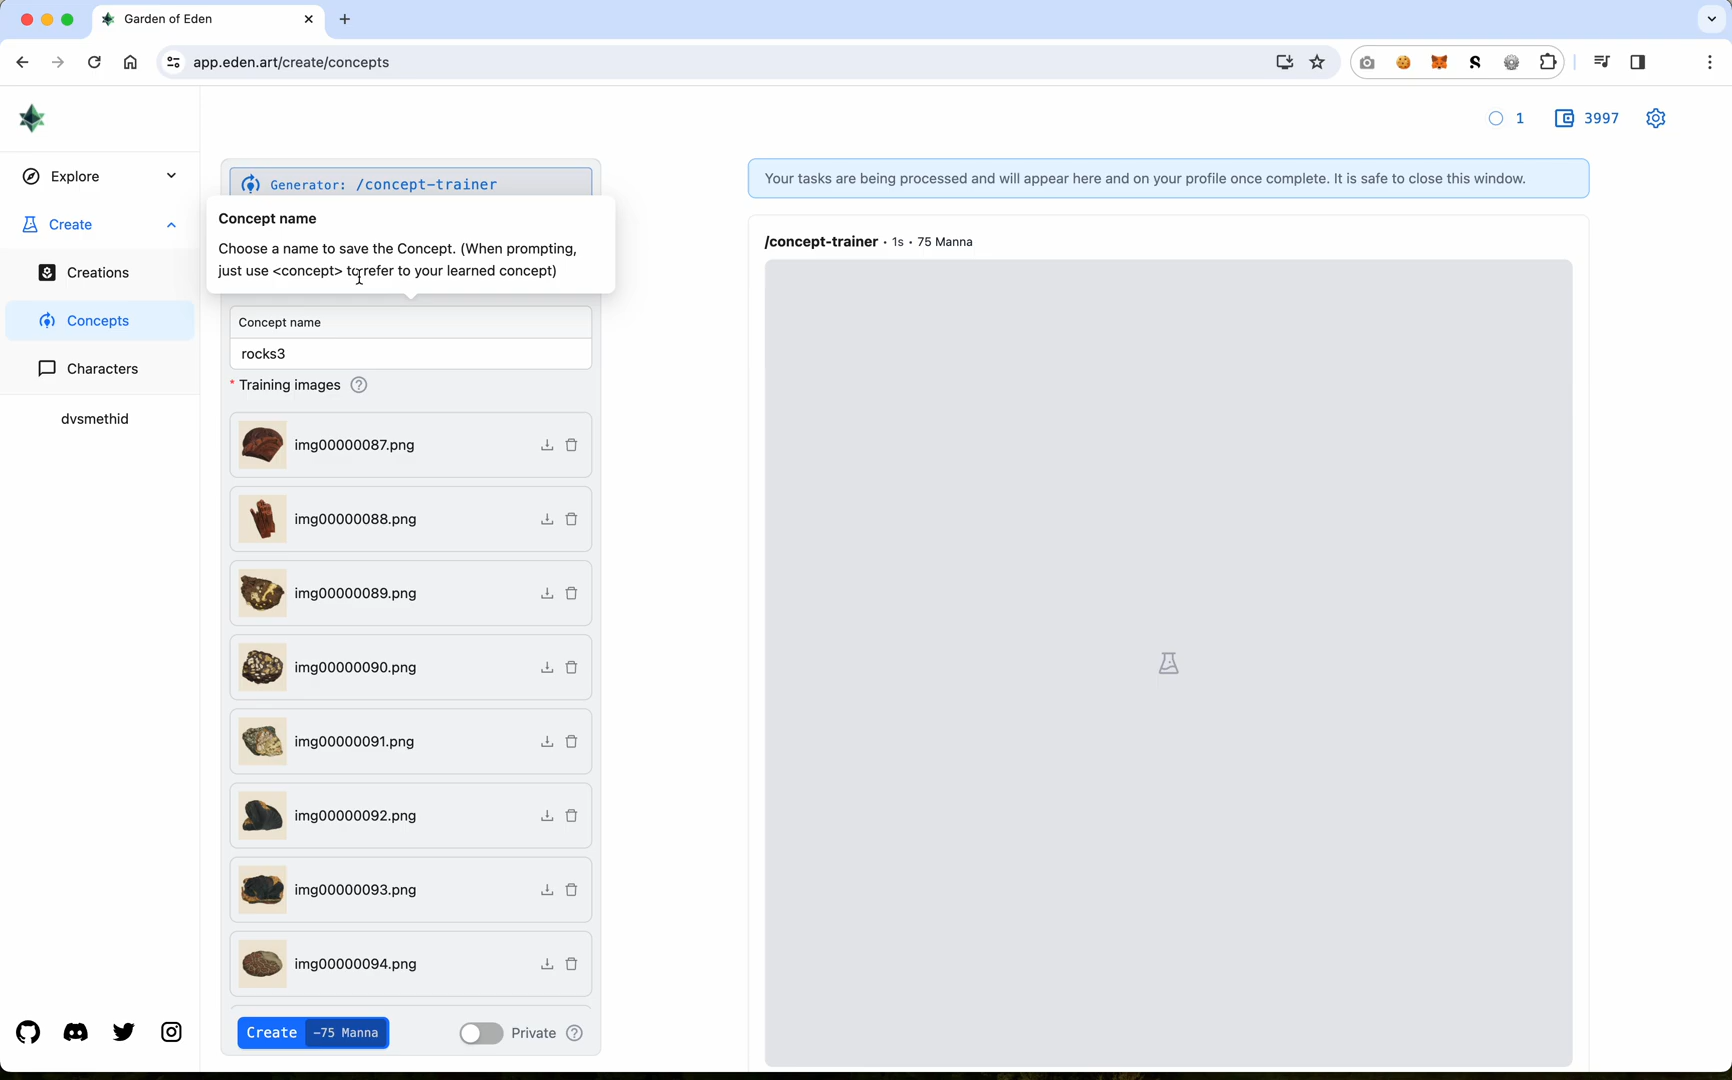 Garden of Eden
app.eden.art/create/concepts
1
3997
Explore
Create
Creations
Concepts
Characters
dvsmethid
Generator: /concept-trainer
Concept name
Choose a name to save the Concept. (When prompting,
just use <concept> to refer to your learned concept)
Concept name
rocks3
* Training images
img00000087.png
img00000088.png
img00000089.png
img00000090.png
img00000091.png
img00000092.png
img00000093.png
img00000094.png
Create -75 Manna
Private
Your tasks are being processed and will appear here and on your profile once complete. It is safe to close this window.
/concept-trainer • 1s • 75 Manna